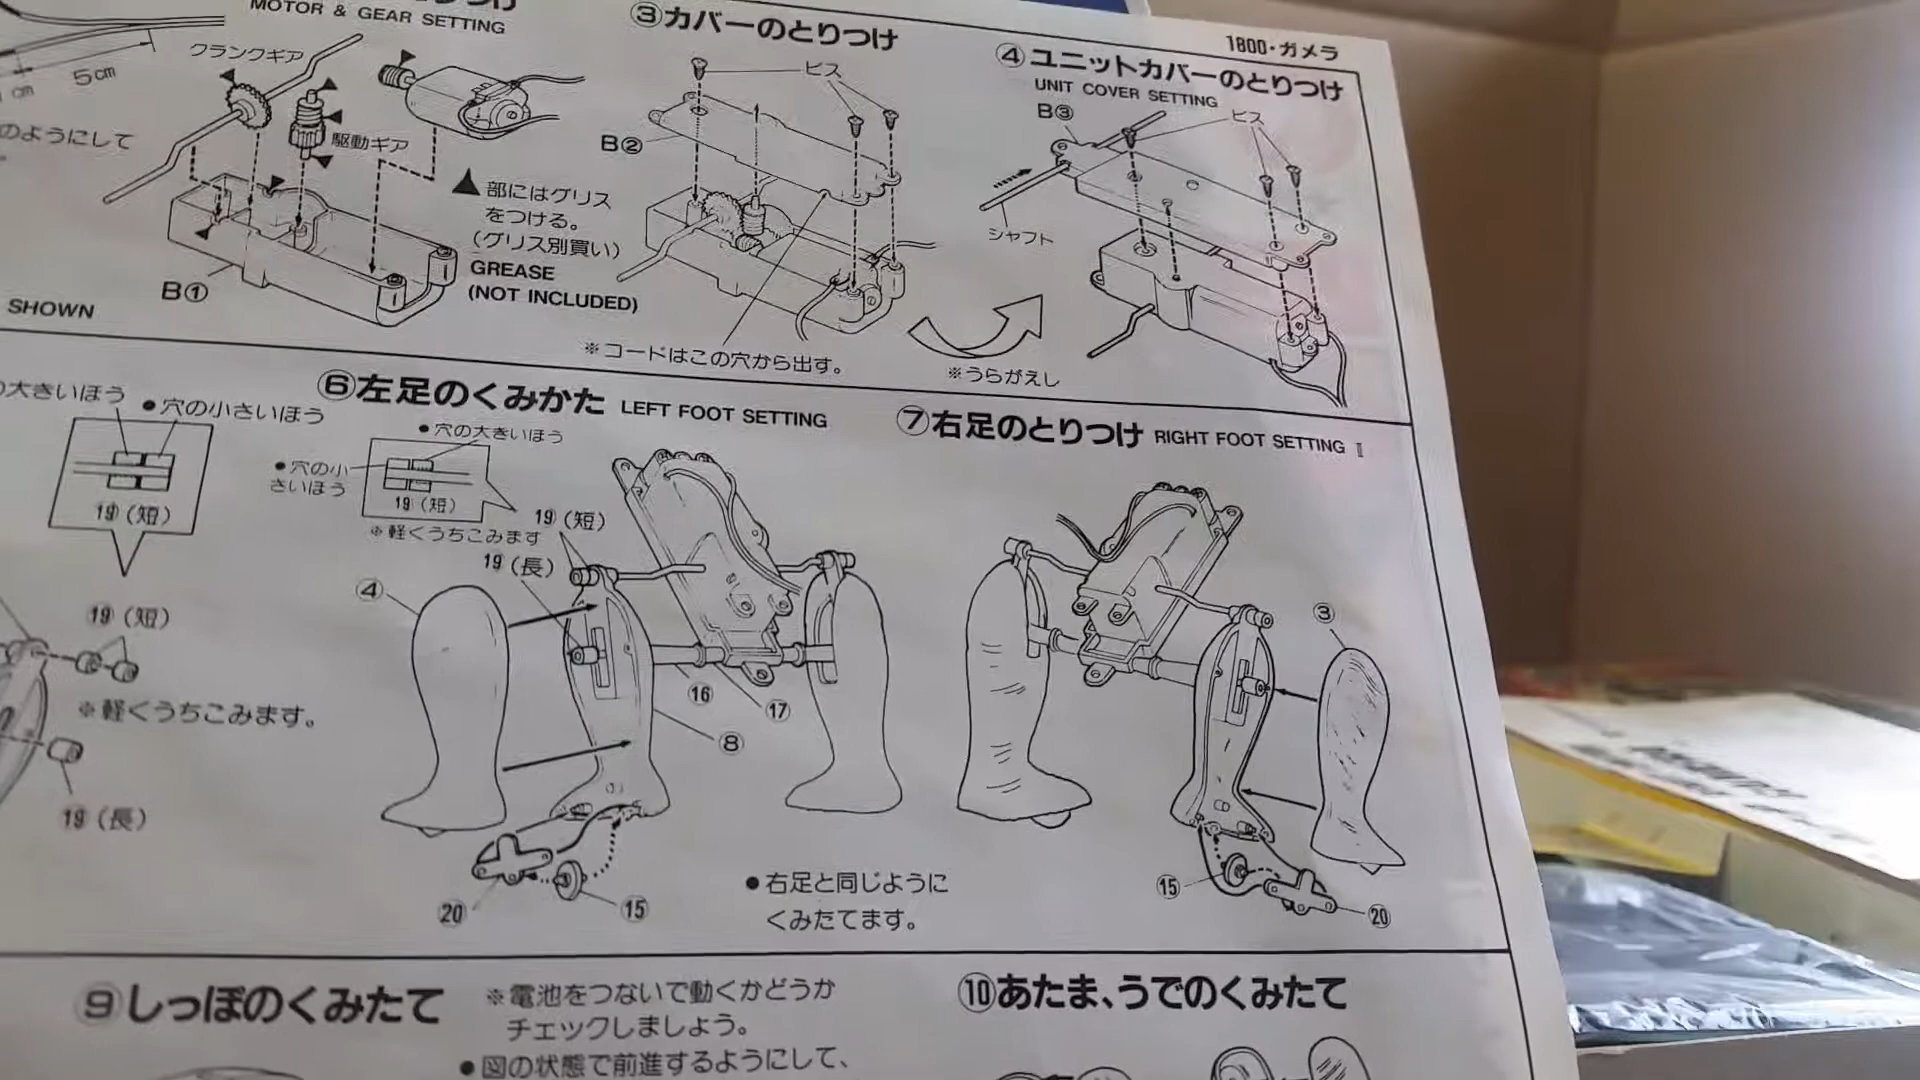 MOTOR & GEAR SETTING
クランクギア
5cm
cm
のようにして
駆動ギア
▲部にはグリス
をつける。
(グリス別買い)
GREASE
(NOT INCLUDED)
B①
SHOWN
③カバーのとりつけ
ビス
B②
※コードはこの穴から出す。
1800・ガメラ
④ユニットカバーのとりつけ
UNIT COVER SETTING
B③
ビス
シャフト
※うらがえし
大きいほう
●穴の小さいほう
19(短)
19(短)
※軽くうちこみます。
19(長)
⑥左足のくみかた LEFT FOOT SETTING
●穴の大きいほう
●穴の小
さいほう
19(短)
※軽くうちこみます
19(短)
19(長)
④
⑯
⑰
⑧
⑳
⑮
●右足と同じように
くみたてます。
⑦右足のとりつけ RIGHT FOOT SETTING Ⅱ
③
⑮
⑳
⑨しっぽのくみたて
※電池をつないで動くかどうか
チェックしましょう。
●図の状態で前進するようにして、
⑩あたま、うでのくみたて